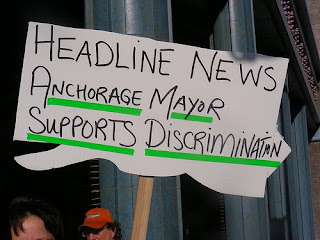 HEADLINE NEWS
ANCHORAGE MAYOR
SUPPORTS DISCRIMINATION